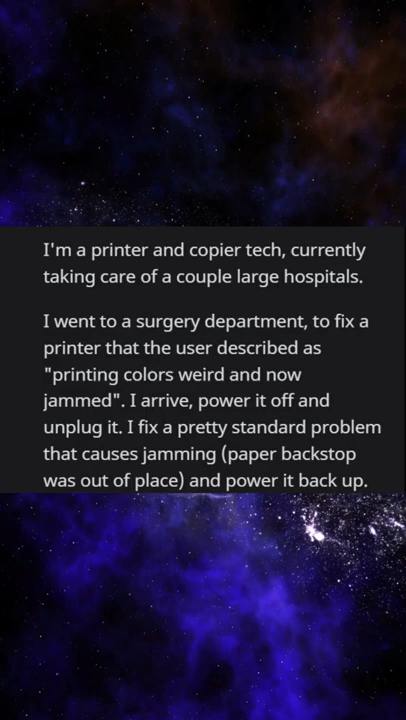 I'm a printer and copier tech, currently
taking care of a couple large hospitals.
I went to a surgery department, to fix a
printer that the user described as
"printing colors weird and now
jammed". I arrive, power it off and
unplug it. I fix a pretty standard problem
that causes jamming (paper backstop
was out of place) and power it back up.